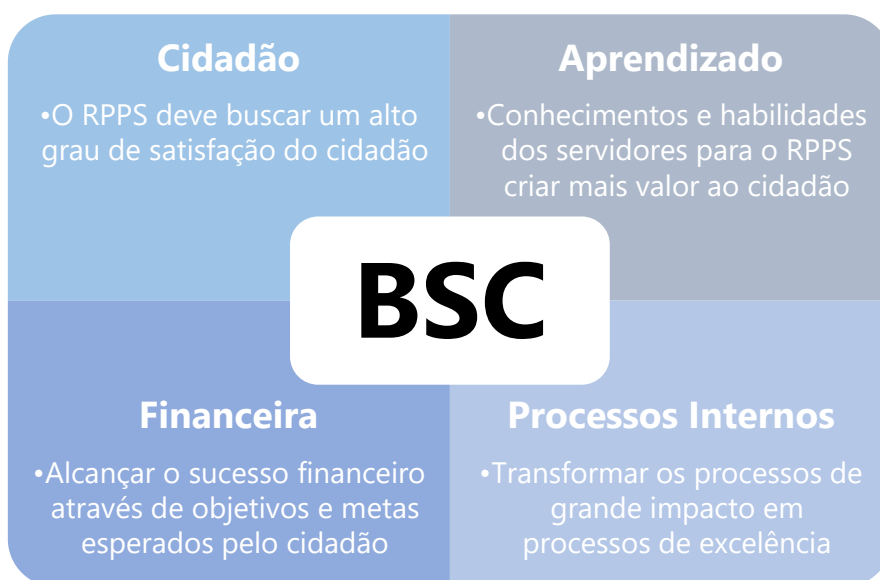 Cidadão
•O RPPS deve buscar um alto
grau de satisfação do cidadão
Aprendizado
•Conhecimentos e habilidades
dos servidores para o RPPS
criar mais valor ao cidadão
BSC
Financeira
•Alcançar o sucesso financeiro
através de objetivos e metas
esperados pelo cidadão
Processos Internos
•Transformar os processos de
grande impacto em
processos de excelência